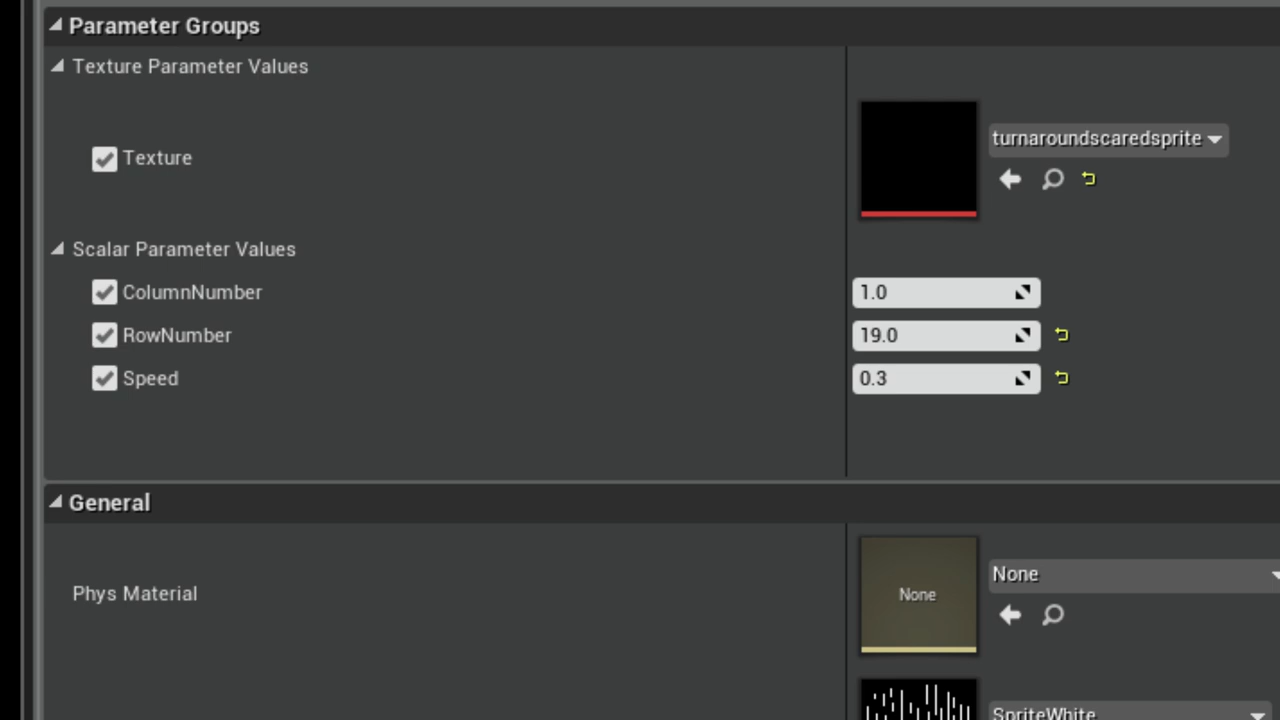 Parameter Groups
Texture Parameter Values
Texture
turnaroundscaredsprite
Scalar Parameter Values
ColumnNumber 1.0
RowNumber 19.0
Speed 0.3
General
Phys Material
None
None
SpriteWhite